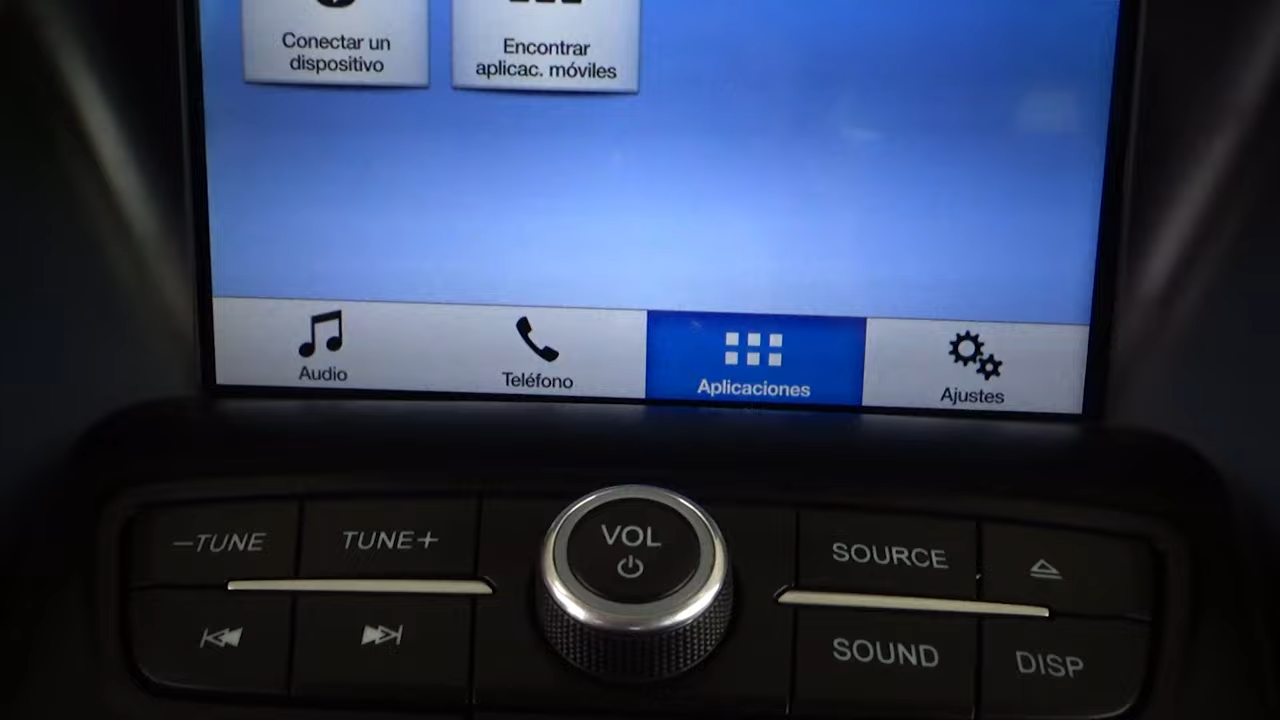 Conectar un
dispositivo
Encontrar
aplicac. móviles
Audio
Teléfono
Aplicaciones
Ajustes
−TUNE
TUNE+
VOL
SOURCE
SOUND
DISP